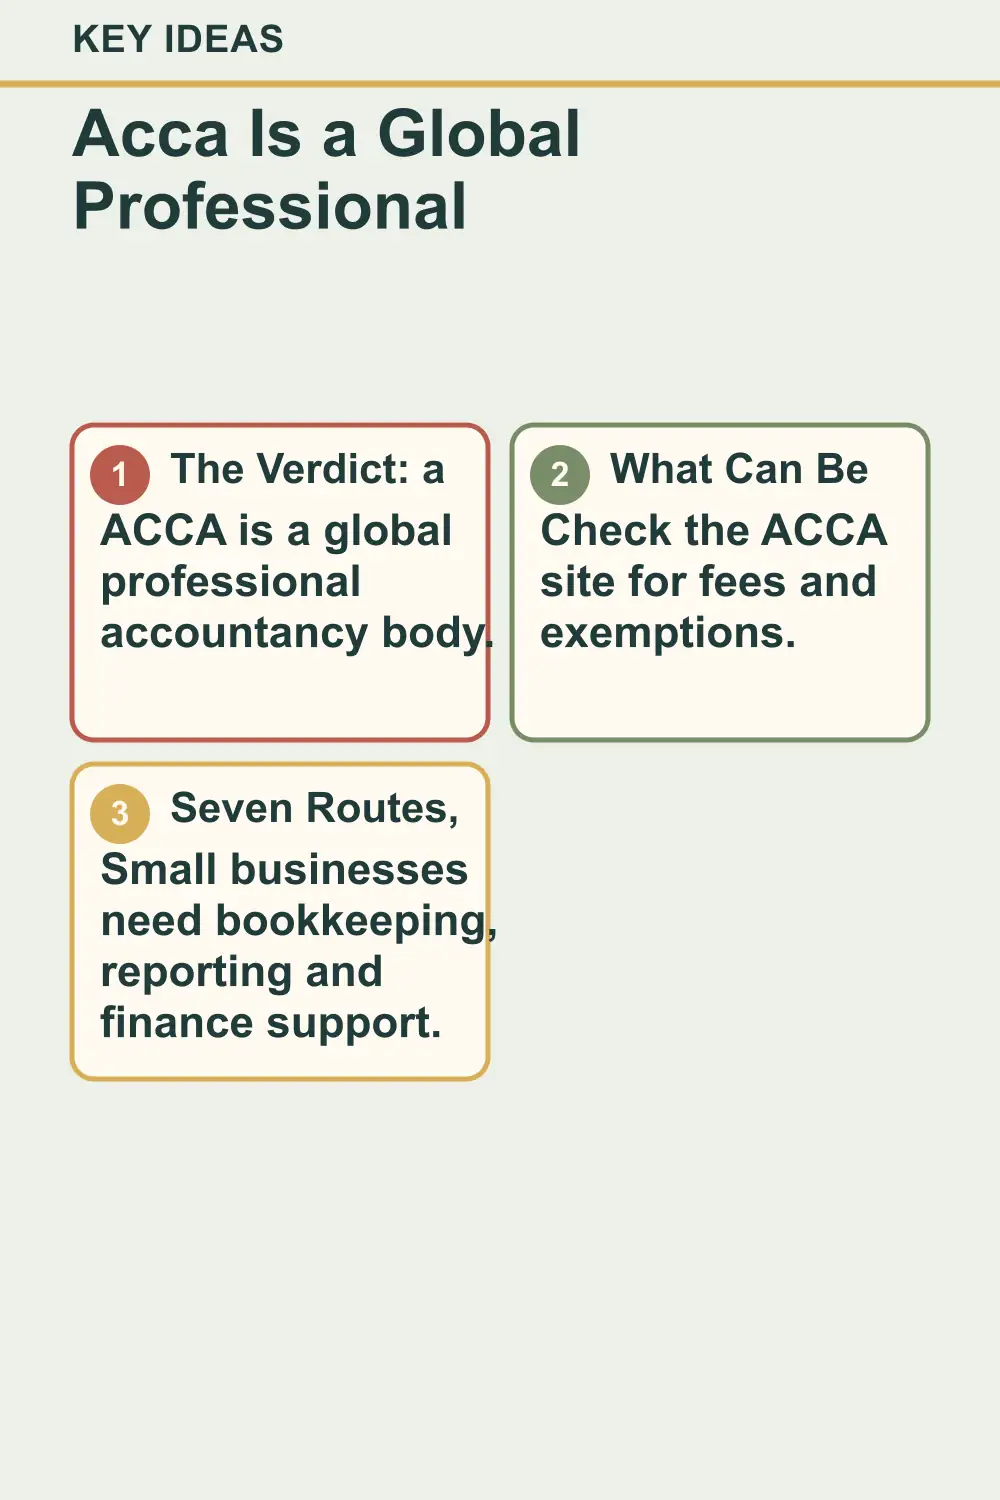 KEY IDEAS
Acca Is a Global
Professional
1 The Verdict: a
ACCA is a global
professional
accountancy body.
2 What Can Be
Check the ACCA
site for fees and
exemptions.
3 Seven Routes,
Small businesses
need bookkeeping,
reporting and
finance support.